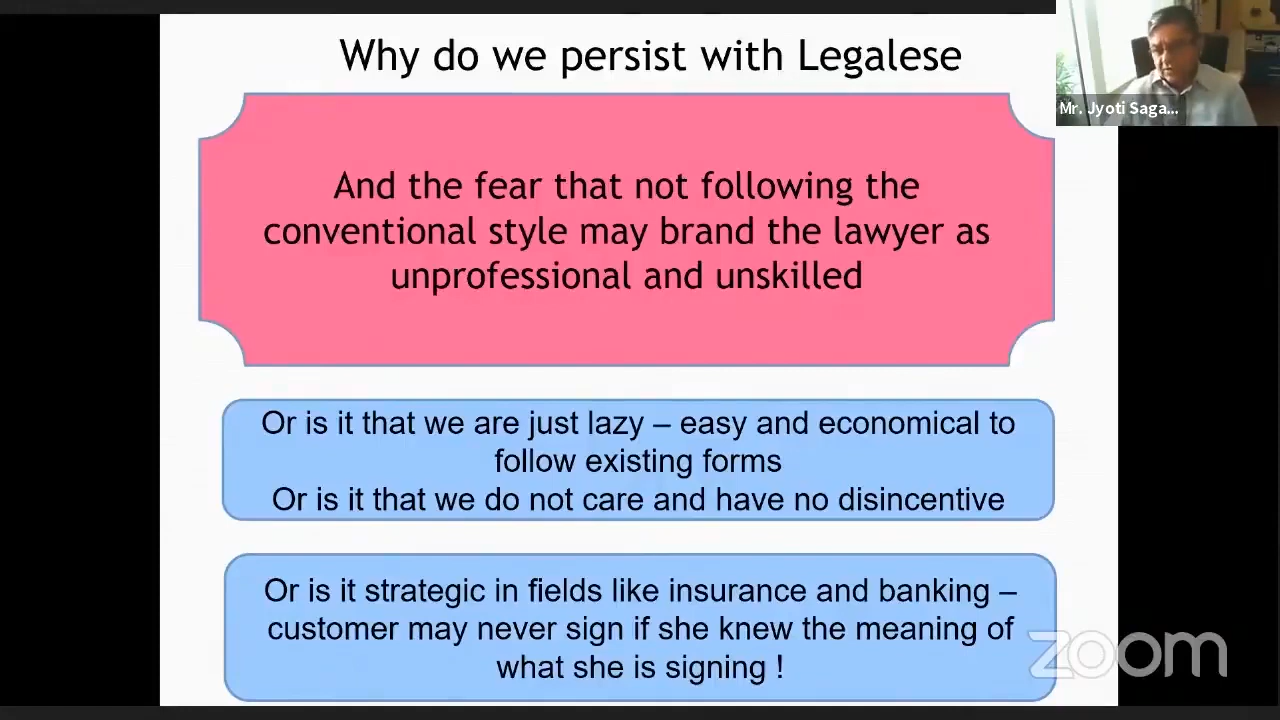 Why do we persist with Legalese
Mr. Jyoti Saga...
And the fear that not following the
conventional style may brand the lawyer as
unprofessional and unskilled
Or is it that we are just lazy – easy and economical to
follow existing forms
Or is it that we do not care and have no disincentive
Or is it strategic in fields like insurance and banking –
customer may never sign if she knew the meaning of
what she is signing !
zoom